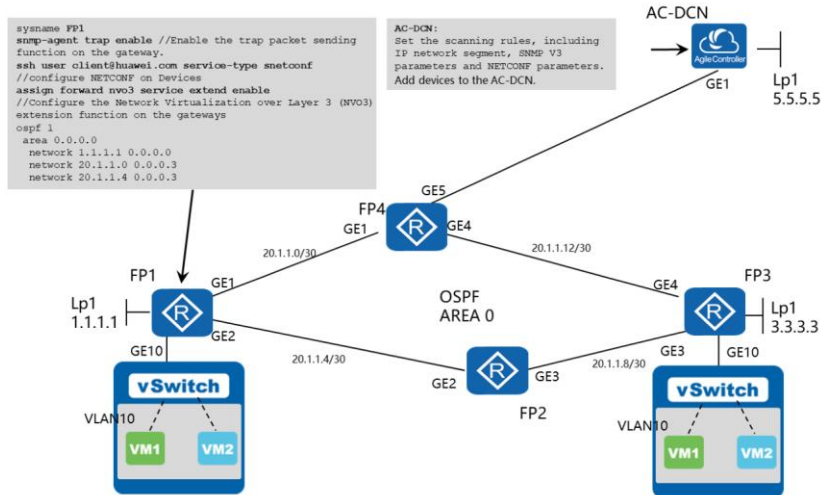 sysname FP1
snmp-agent trap enable //Enable the trap packet sending
function on the gateway.
ssh user client@huawei.com service-type snetconf
//configure NETCONF on Devices
assign forward nvo3 service extend enable
//Configure the Network Virtualization over Layer 3 (NVO3)
extension function on the gateways
ospf 1
area 0.0.0.0
network 1.1.1.1 0.0.0.0
network 20.1.1.0 0.0.0.3
network 20.1.1.4 0.0.0.3
AC-DCN:
Set the scanning rules, including
IP network segment, SNMP V3
parameters and NETCONF parameters.
Add devices to the AC-DCN.
AC-DCN
Agile Controller
GE1
Lp1
5.5.5.5
GE5
FP4
GE1
GE4
20.1.1.0/30
20.1.1.12/30
FP1
GE1
R
R
GE4
FP3
Lp1
1.1.1.1
R
OSPF
AREA 0
Lp1
3.3.3.3
GE2
GE10
20.1.1.4/30
20.1.1.8/30
GE3
GE10
GE2
R
GE3
FP2
vSwitch
VLAN10
VM1
VM2
vSwitch
VLAN10
VM1
VM2